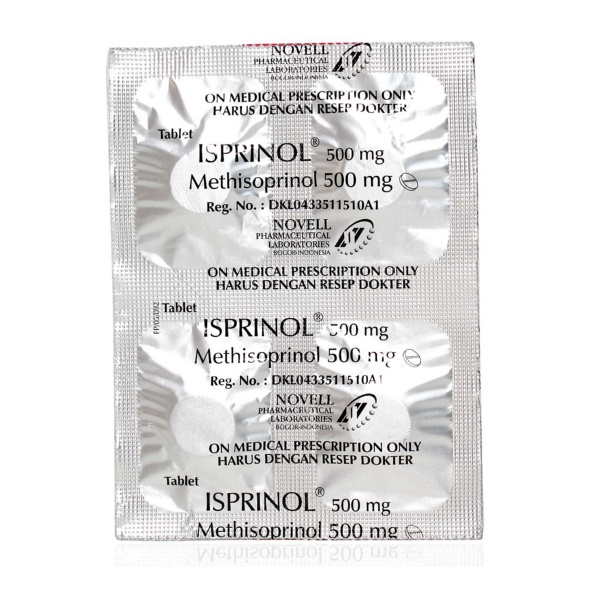 NOVELL
PHARMACEUTICAL
LABORATORIES
BOGOR-INDONESIA
ON MEDICAL PRESCRIPTION ONLY
HARUS DENGAN RESEP DOKTER
Tablet
ISPRINOL® 500 mg
Methisoprinol 500 mg
Reg. No. : DKL0433511510A1
NOVELL
PHARMACEUTICAL
LABORATORIES
BOGOR-INDONESIA
ON MEDICAL PRESCRIPTION ONLY
HARUS DENGAN RESEP DOKTER
Tablet
ISPRINOL® 500 mg
Methisoprinol 500 mg
Reg. No. : DKL0433511510A1
NOVELL
PHARMACEUTICAL
LABORATORIES
BOGOR-INDONESIA
ON MEDICAL PRESCRIPTION ONLY
HARUS DENGAN RESEP DOKTER
Tablet
ISPRINOL® 500 mg
Methisoprinol 500 mg